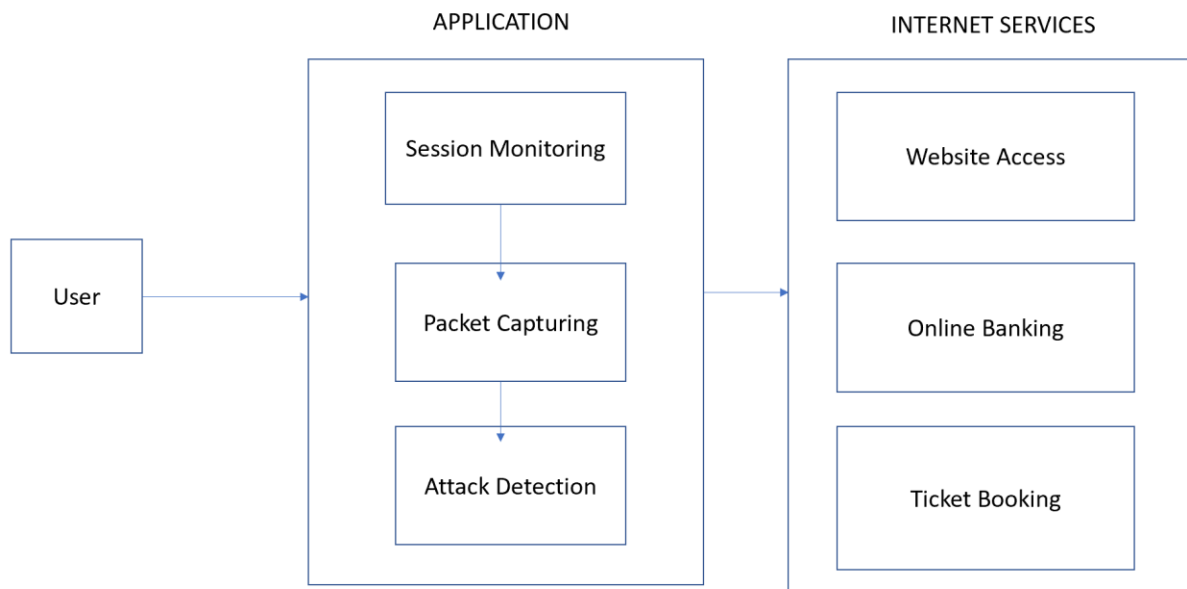 APPLICATION
INTERNET SERVICES
User
Session Monitoring
Packet Capturing
Attack Detection
Website Access
Online Banking
Ticket Booking